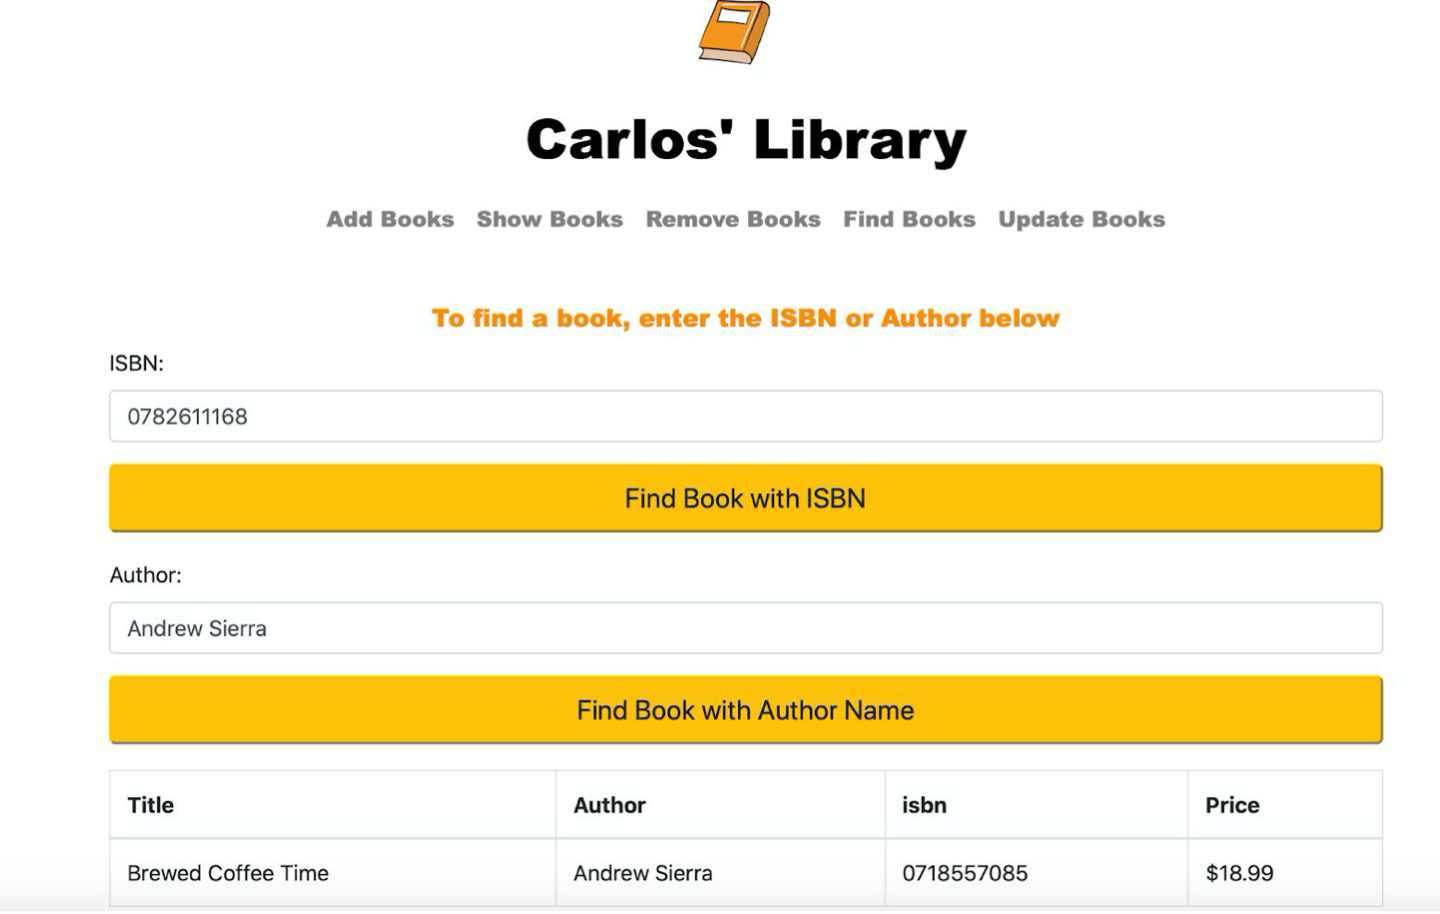 Carlos' Library
Add Books Show Books Remove Books Find Books Update Books
To find a book, enter the ISBN or Author below
ISBN:
0782611168
Find Book with ISBN
Author:
Andrew Sierra
Find Book with Author Name
Title Author isbn Price
Brewed Coffee Time Andrew Sierra 0718557085 $18.99